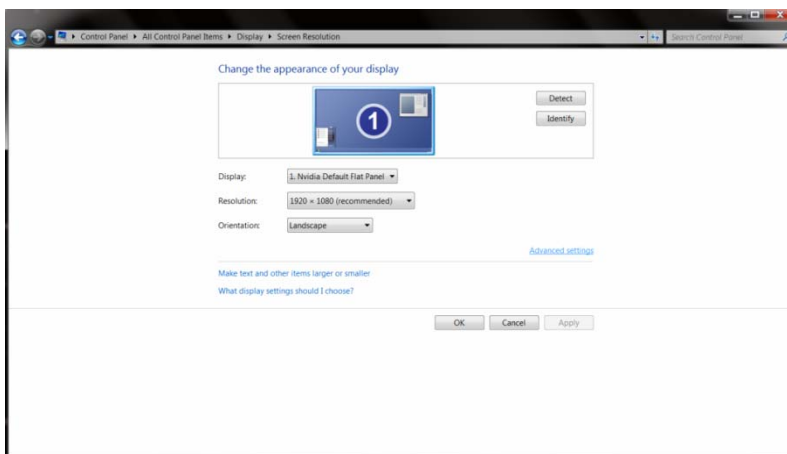 Control Panel ▸ All Control Panel Items ▸ Display ▸ Screen Resolution
Search Control Panel
Change the appearance of your display
1
Detect
Identify
Display: 1. Nvidia Default Flat Panel
Resolution: 1920 × 1080 (recommended)
Orientation: Landscape
Advanced settings
Make text and other items larger or smaller
What display settings should I choose?
OK Cancel Apply